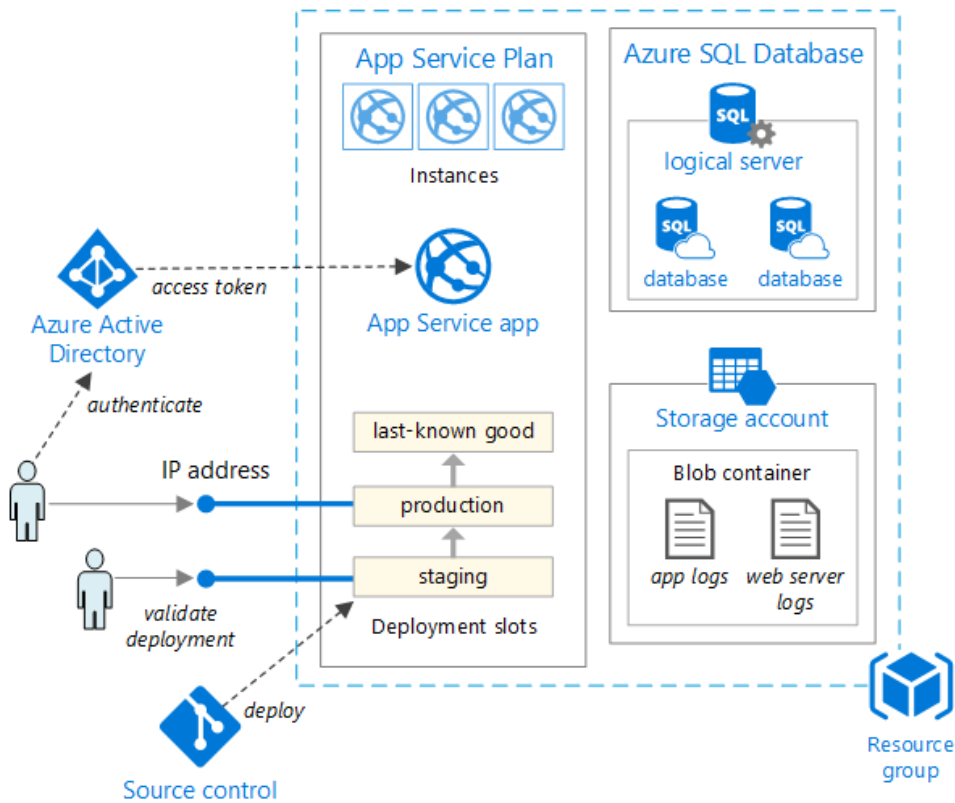 App Service Plan
Instances
App Service app
access token
Azure Active
Directory
authenticate
IP address
last-known good
production
staging
Deployment slots
validate
deployment
deploy
Source control
Azure SQL Database
SQL
logical server
SQL
SQL
database
database
Storage account
Blob container
app logs
web server
logs
Resource
group